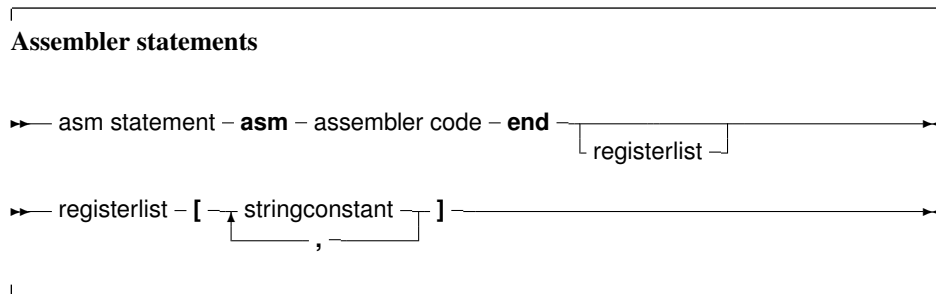 Assembler statements
asm statement – asm – assembler code – end
registerlist
registerlist – [ stringconstant ]
,